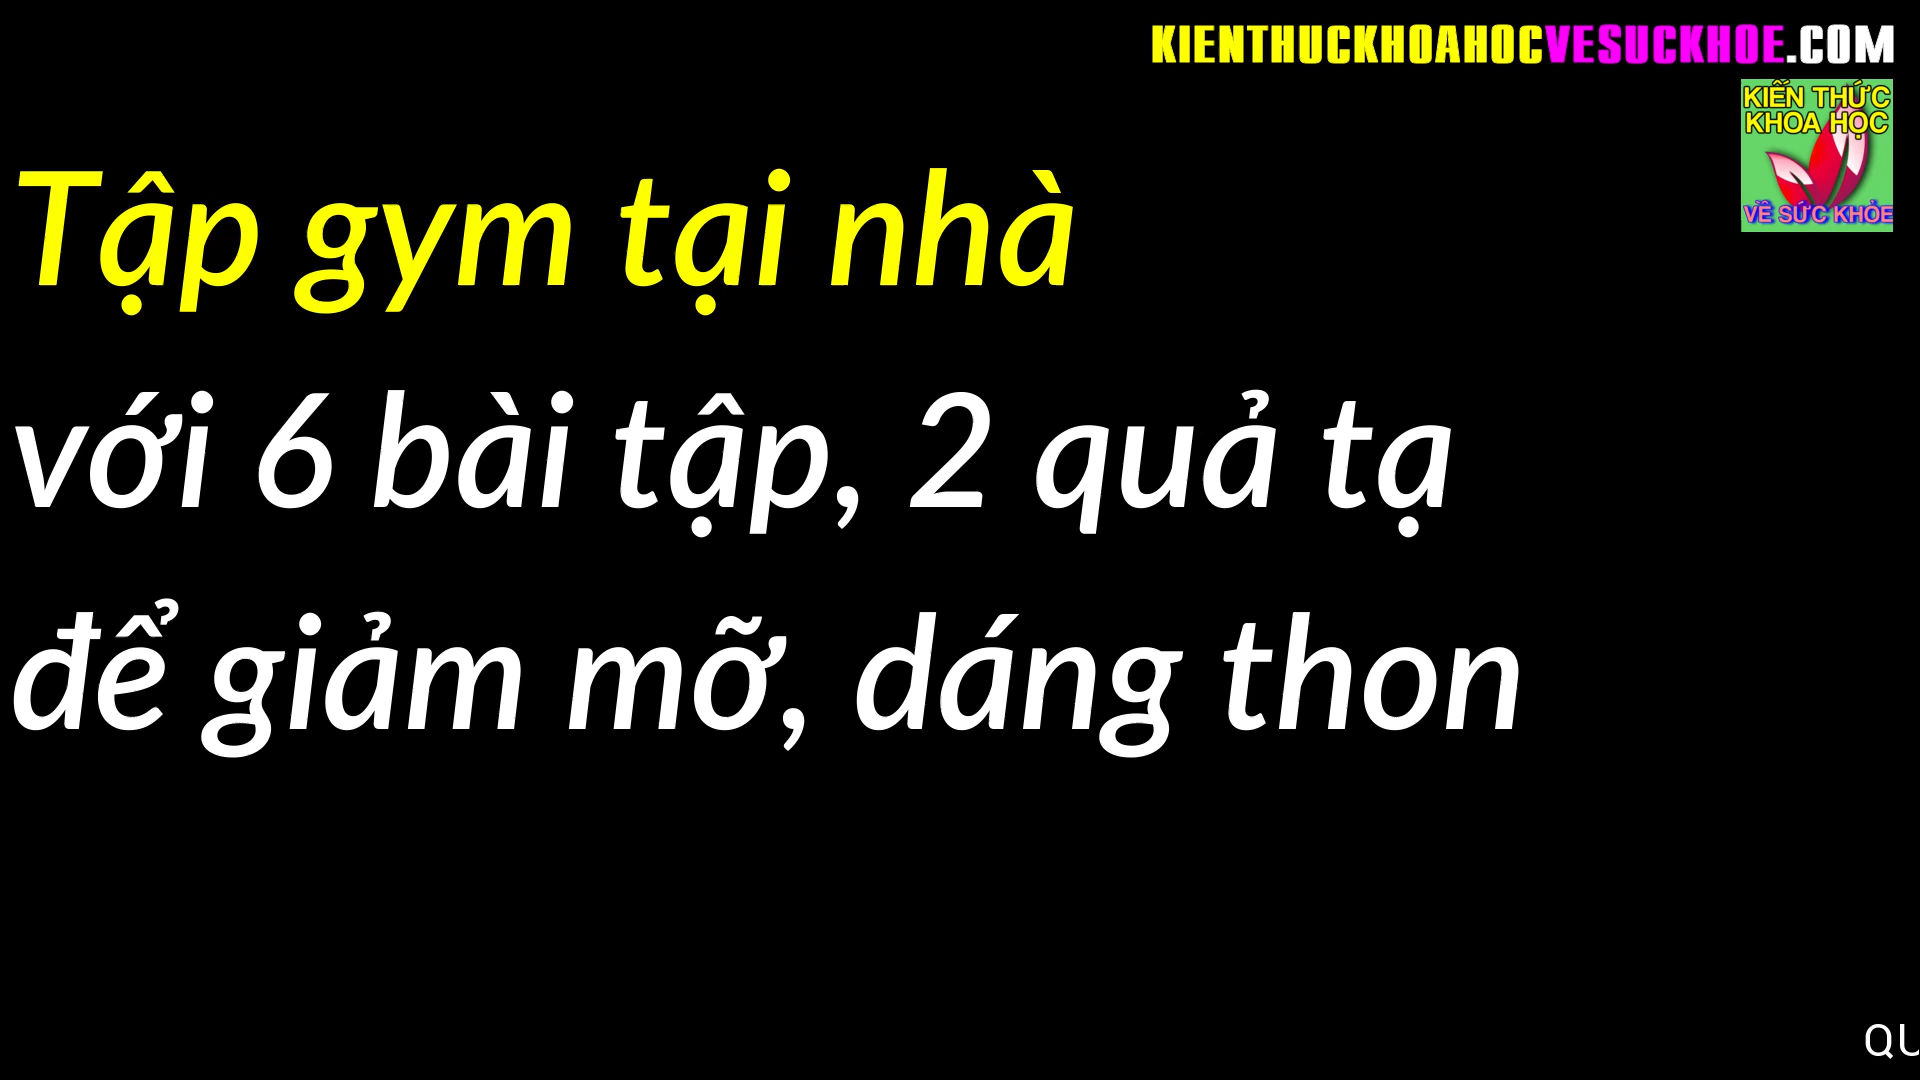 KIENTHUCKHOAHOCVESUCKHOE.COM
KIẾN THỨC
KHOA HỌC
VỀ SỨC KHỎE
Tập gym tại nhà
với 6 bài tập, 2 quả tạ
để giảm mỡ, dáng thon